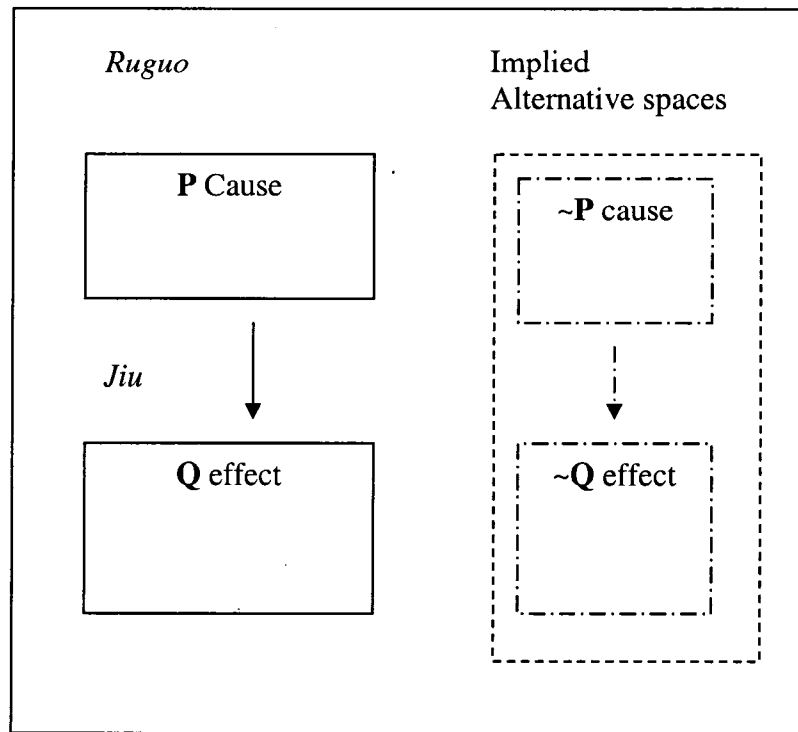 Ruguo
Implied
Alternative spaces
P Cause
~P cause
Jiu
Q effect
~Q effect